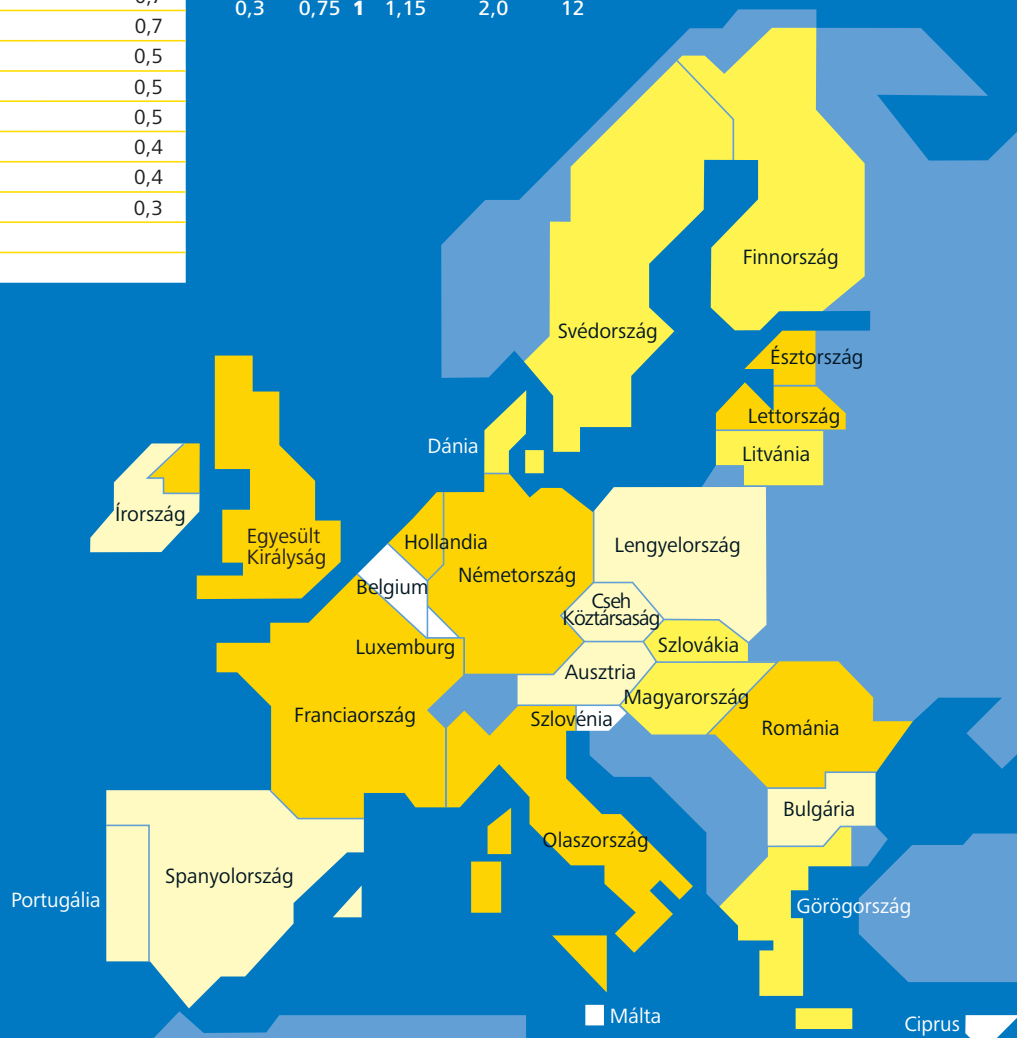 0,7
0,7
0,5
0,5
0,5
0,4
0,4
0,3
0,3 0,75 1 1,15 2,0 12
Finnország
Svédország
Észtország
Lettország
Dánia
Litvánia
Írország
Egyesült
Királyság
Hollandia
Lengyelország
Németország
Belgium
Cseh
Köztársaság
Luxemburg
Szlovákia
Ausztria
Magyarország
Franciaország
Szlovénia
Románia
Bulgária
Olaszország
Spanyolország
Portugália
Görögország
Málta
Ciprus